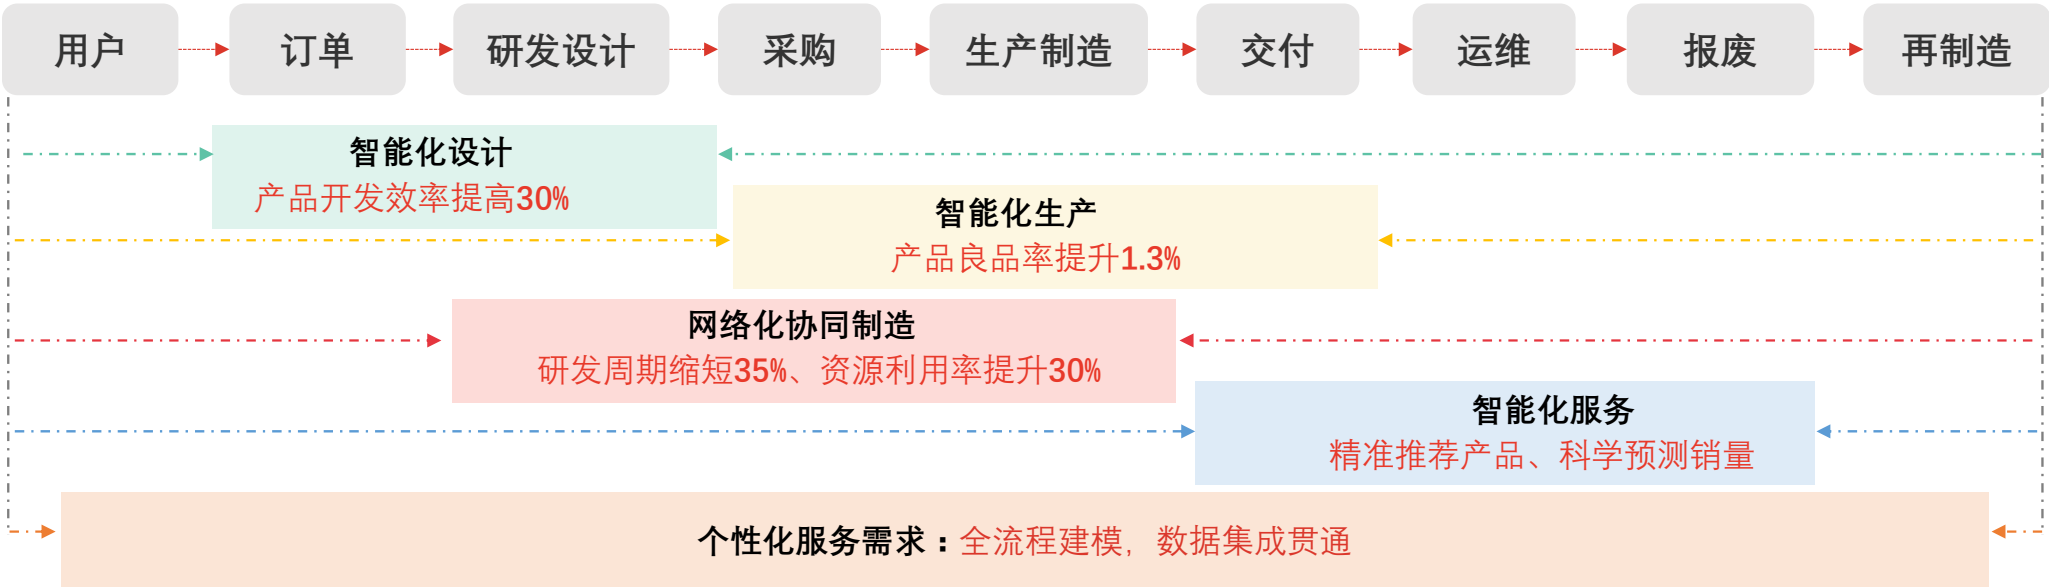 用户 订单 研发设计 采购 生产制造 交付 运维 报废 再制造
智能化设计
产品开发效率提高30%
智能化生产
产品良品率提升1.3%
网络化协同制造
研发周期缩短35%、资源利用率提升30%
智能化服务
精准推荐产品、科学预测销量
个性化服务需求：全流程建模，数据集成贯通